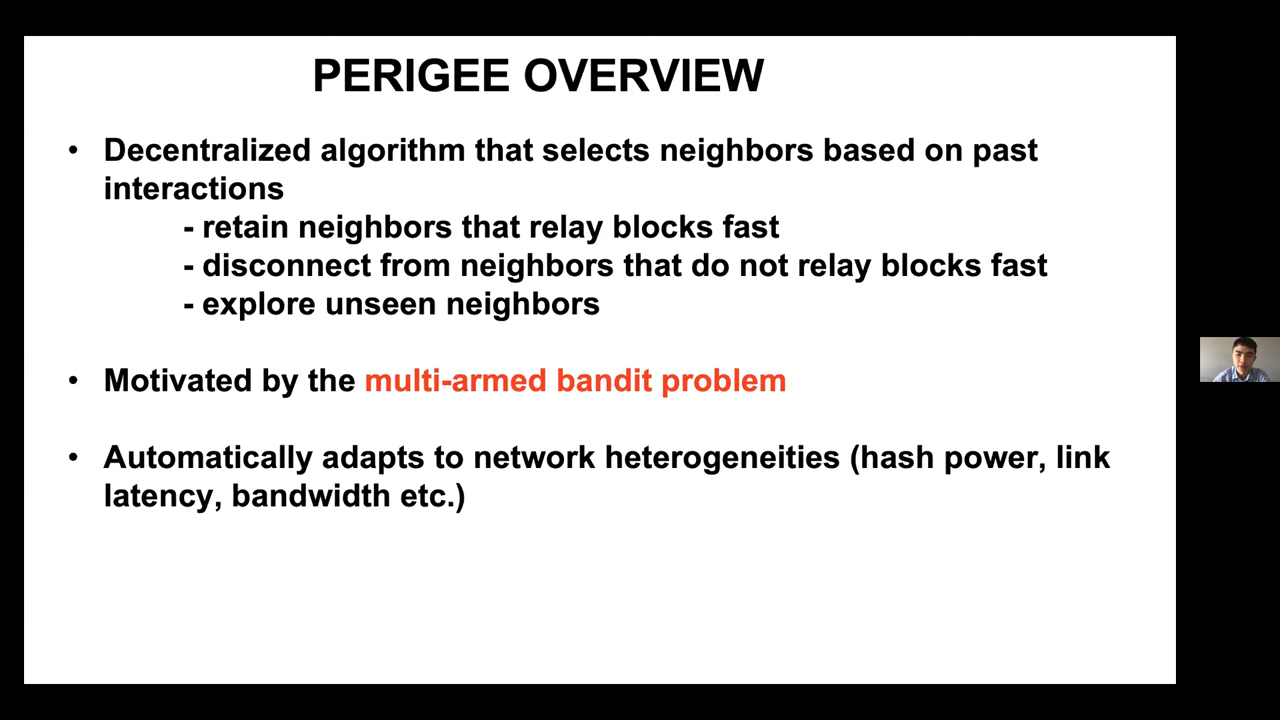 PERIGEE OVERVIEW
• Decentralized algorithm that selects neighbors based on past
interactions
- retain neighbors that relay blocks fast
- disconnect from neighbors that do not relay blocks fast
- explore unseen neighbors
• Motivated by the multi-armed bandit problem
• Automatically adapts to network heterogeneities (hash power, link
latency, bandwidth etc.)